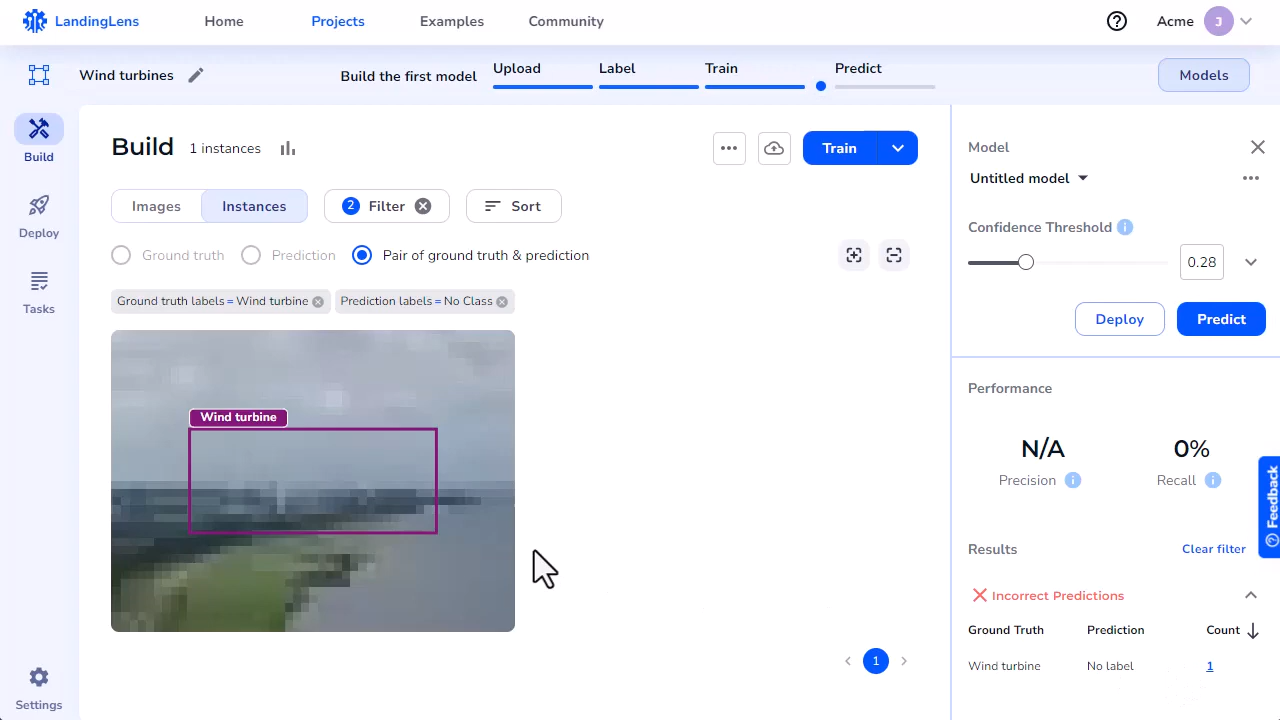 LandingLens
Home
Projects
Examples
Community
Acme
J
Wind turbines
Build the first model
Upload
Label
Train
Predict
Models
Build
Deploy
Tasks
Settings
Build
1 instances
Train
Images
Instances
2 Filter
Sort
Ground truth
Prediction
Pair of ground truth & prediction
Ground truth labels = Wind turbine
Prediction labels = No Class
Wind turbine
1
Model
Untitled model
Confidence Threshold
0.28
Deploy
Predict
Performance
N/A
0%
Precision
Recall
Feedback
Results
Clear filter
Incorrect Predictions
Ground Truth
Prediction
Count
Wind turbine
No label
1